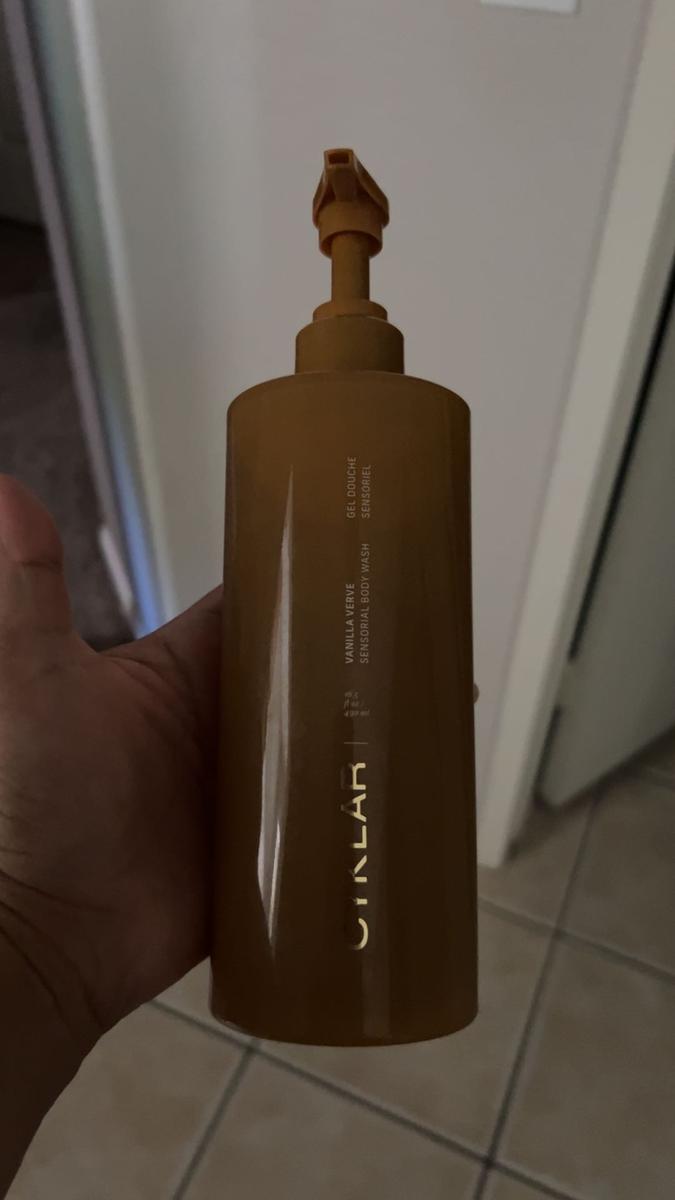 CYKLAR
VANILLA VERVE
SENSORIAL BODY WASH
GEL DOUCHE
SENSORIEL